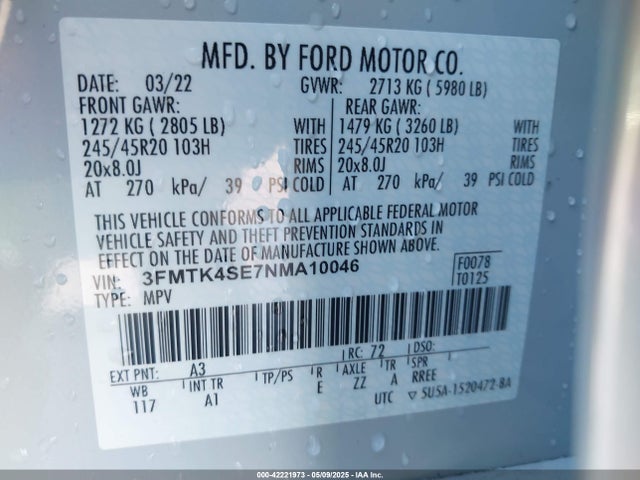 MFD. BY FORD MOTOR CO.
DATE: 03/22 GVWR: 2713 KG ( 5980 LB)
FRONT GAWR: REAR GAWR:
1272 KG ( 2805 LB) WITH 1479 KG ( 3260 LB) WITH
245/45R20 103H TIRES 245/45R20 103H TIRES
20x8.0J RIMS 20x8.0J RIMS
AT 270 kPa/ 39 PSI COLD AT 270 kPa/ 39 PSI COLD
THIS VEHICLE CONFORMS TO ALL APPLICABLE FEDERAL MOTOR
VEHICLE SAFETY AND THEFT PREVENTION STANDARDS IN
EFFECT ON THE DATE OF MANUFACTURE SHOWN ABOVE.
VIN: 3FMTK4SE7NMA10046 F0078
TYPE: MPV T0125
EXT PNT: A3 RC: 72 DSO:
WB INT TR TP/PS R AXLE TR SPR
117 A1 E ZZ A RREE
UTC ▽ 5U5A-1520472-BA
000-42221973 - 05/09/2025 - IAA Inc.